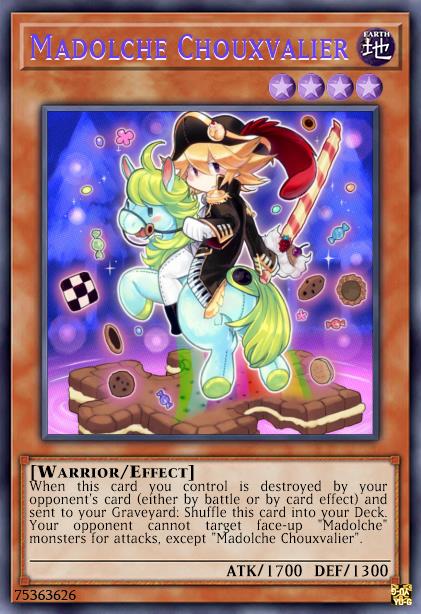 Madolche Chouxvalier
EARTH
地
[Warrior/Effect]
When this card you control is destroyed by your
opponent's card (either by battle or by card effect) and
sent to your Graveyard: Shuffle this card into your Deck.
Your opponent cannot target face-up "Madolche"
monsters for attacks, except "Madolche Chouxvalier".
ATK/1700 DEF/1300
75363626